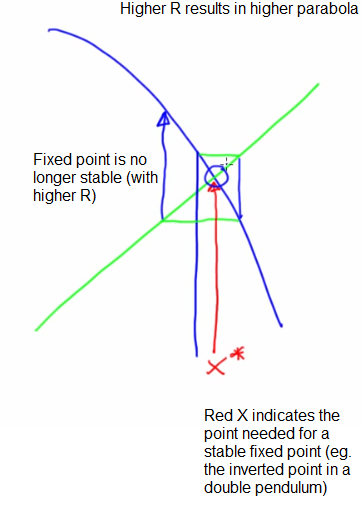 Higher R results in higher parabola
Fixed point is no
longer stable (with
higher R)
X*
Red X indicates the
point needed for a
stable fixed point (eg.
the inverted point in a
double pendulum)